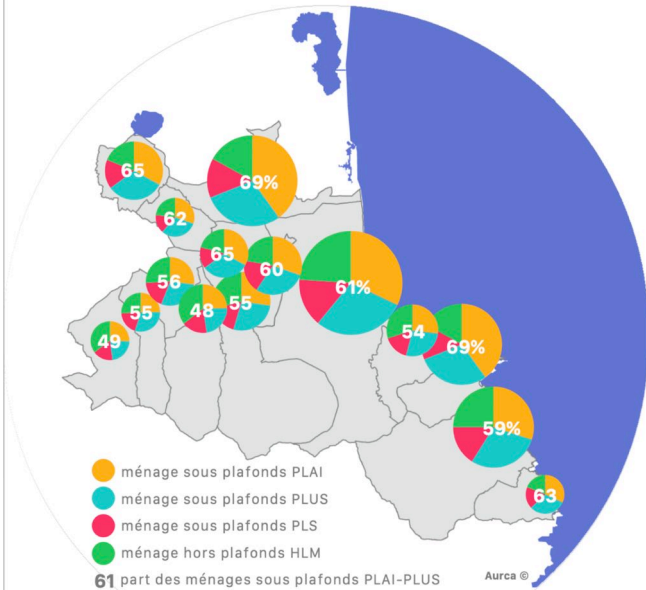 65
69%
62
65
60
61%
56
55
48
55
54
49
69%
59%
63
ménage sous plafonds PLAI
ménage sous plafonds PLUS
ménage sous plafonds PLS
ménage hors plafonds HLM
61 part des ménages sous plafonds PLAI-PLUS
Aurca ©